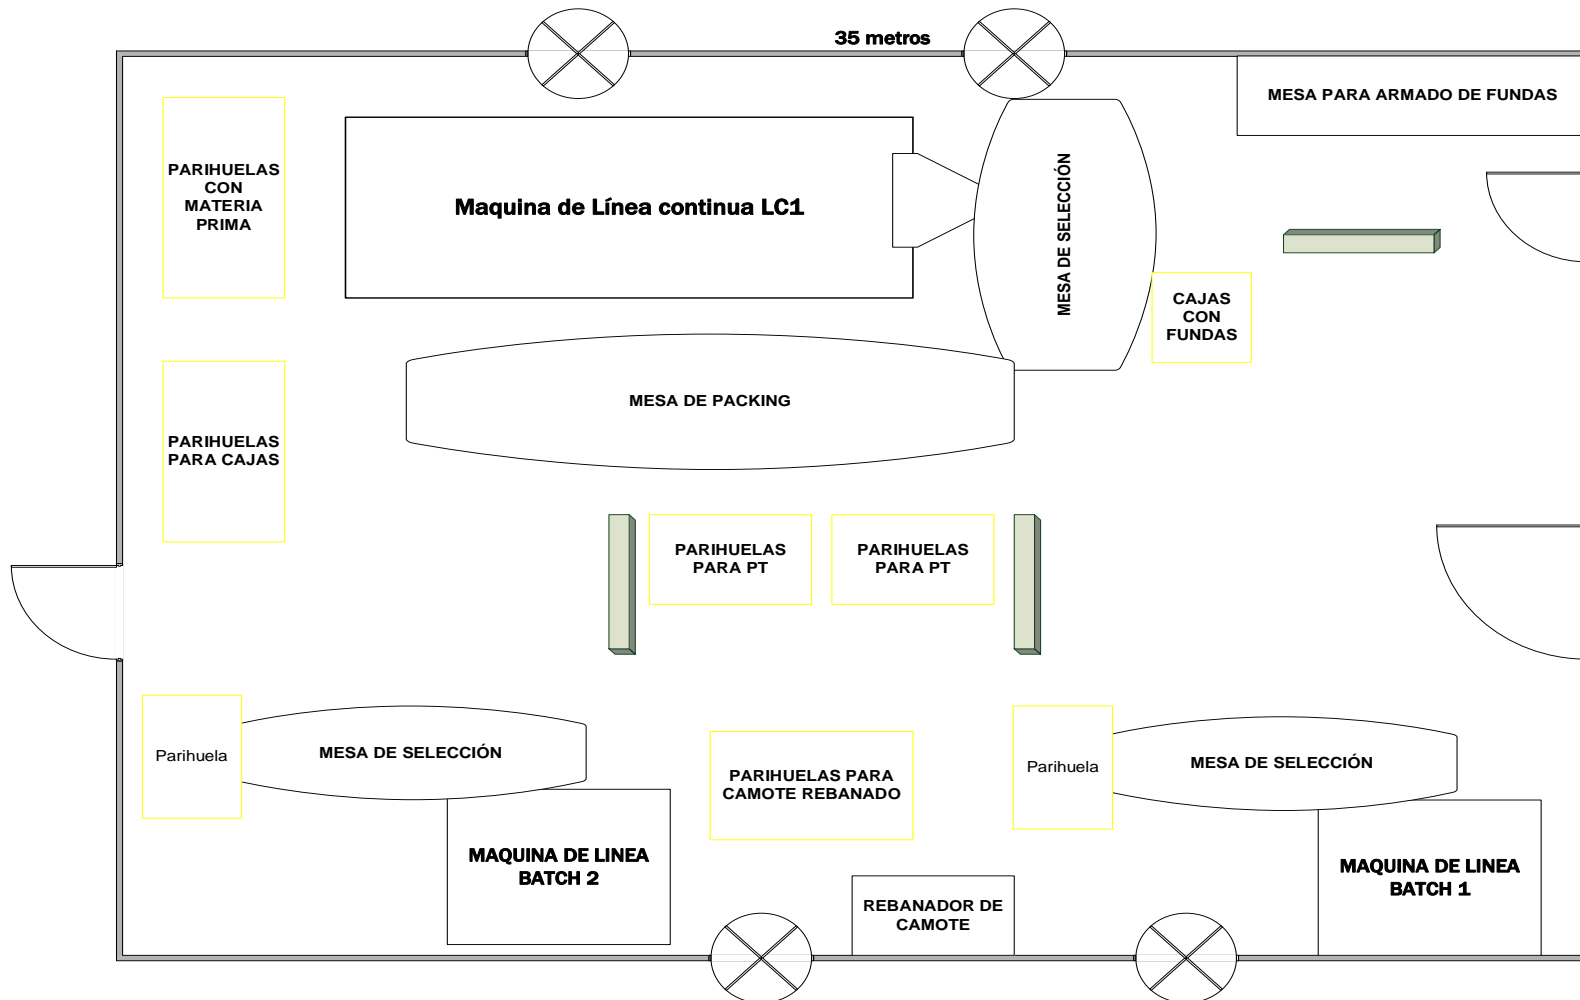 35 metros
MESA PARA ARMADO DE FUNDAS
PARIHUELAS
CON
MATERIA
PRIMA
Maquina de Línea continua LC1
MESA DE SELECCIÓN
CAJAS
CON
FUNDAS
MESA DE PACKING
PARIHUELAS
PARA CAJAS
PARIHUELAS
PARA PT
PARIHUELAS
PARA PT
Parihuela
MESA DE SELECCIÓN
PARIHUELAS PARA
CAMOTE REBANADO
Parihuela
MESA DE SELECCIÓN
MAQUINA DE LINEA
BATCH 2
REBANADOR DE
CAMOTE
MAQUINA DE LINEA
BATCH 1